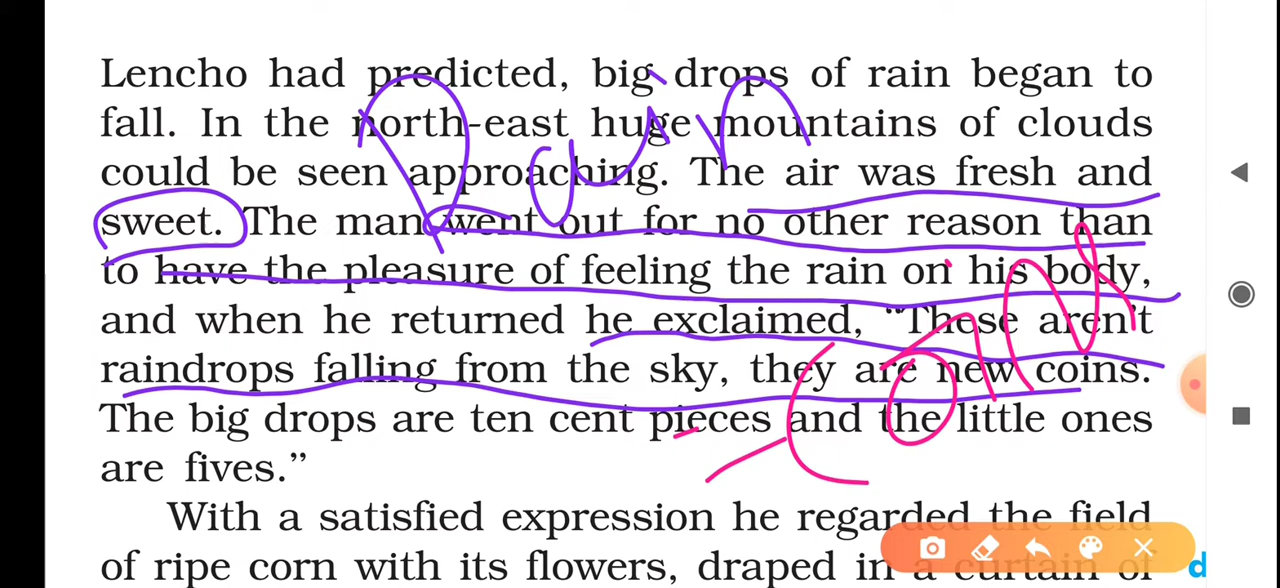 Lencho had predicted, big drops of rain began to
fall. In the north-east huge mountains of clouds
could be seen approaching. The air was fresh and
sweet. The man went out for no other reason than
to have the pleasure of feeling the rain on his body,
and when he returned he exclaimed, “These aren't
raindrops falling from the sky, they are new coins.
The big drops are ten cent pieces and the little ones
are fives.”
With a satisfied expression he regarded the field
of ripe corn with its flowers, draped in a curtain of
Rain
d